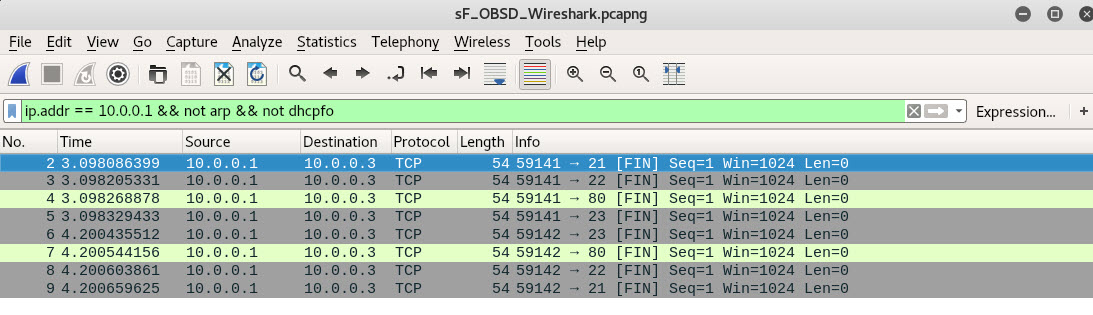 sF_OBSD_Wireshark.pcapng
File Edit View Go Capture Analyze Statistics Telephony Wireless Tools Help
ip.addr == 10.0.0.1 && not arp && not dhcpfo Expression... +
No. Time Source Destination Protocol Length Info
2 3.098086399 10.0.0.1 10.0.0.3 TCP 54 59141 → 21 [FIN] Seq=1 Win=1024 Len=0
3 3.098205331 10.0.0.1 10.0.0.3 TCP 54 59141 → 22 [FIN] Seq=1 Win=1024 Len=0
4 3.098268878 10.0.0.1 10.0.0.3 TCP 54 59141 → 80 [FIN] Seq=1 Win=1024 Len=0
5 3.098329433 10.0.0.1 10.0.0.3 TCP 54 59141 → 23 [FIN] Seq=1 Win=1024 Len=0
6 4.200435512 10.0.0.1 10.0.0.3 TCP 54 59142 → 23 [FIN] Seq=1 Win=1024 Len=0
7 4.200544156 10.0.0.1 10.0.0.3 TCP 54 59142 → 80 [FIN] Seq=1 Win=1024 Len=0
8 4.200603861 10.0.0.1 10.0.0.3 TCP 54 59142 → 22 [FIN] Seq=1 Win=1024 Len=0
9 4.200659625 10.0.0.1 10.0.0.3 TCP 54 59142 → 21 [FIN] Seq=1 Win=1024 Len=0